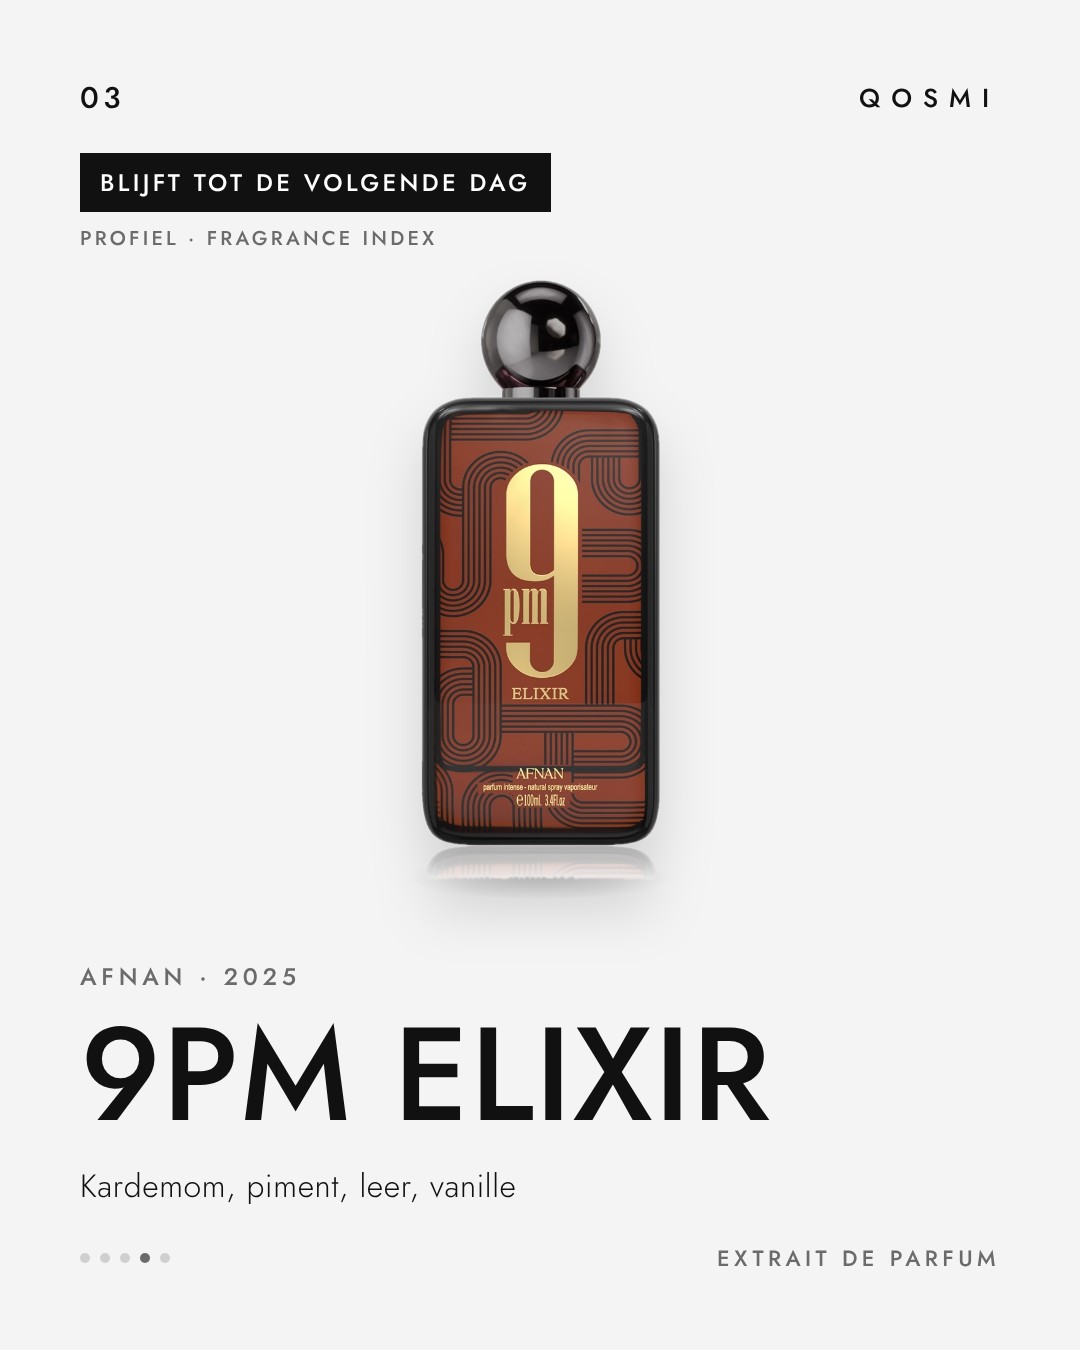 03
QOSMI
BLIJFT TOT DE VOLGENDE DAG
PROFIEL · FRAGRANCE INDEX
9
pm
ELIXIR
AFNAN
parfum intense - natural spray vaporisateur
℮100ml. 3.4Fl.oz
AFNAN · 2025
9PM ELIXIR
Kardemom, piment, leer, vanille
EXTRAIT DE PARFUM